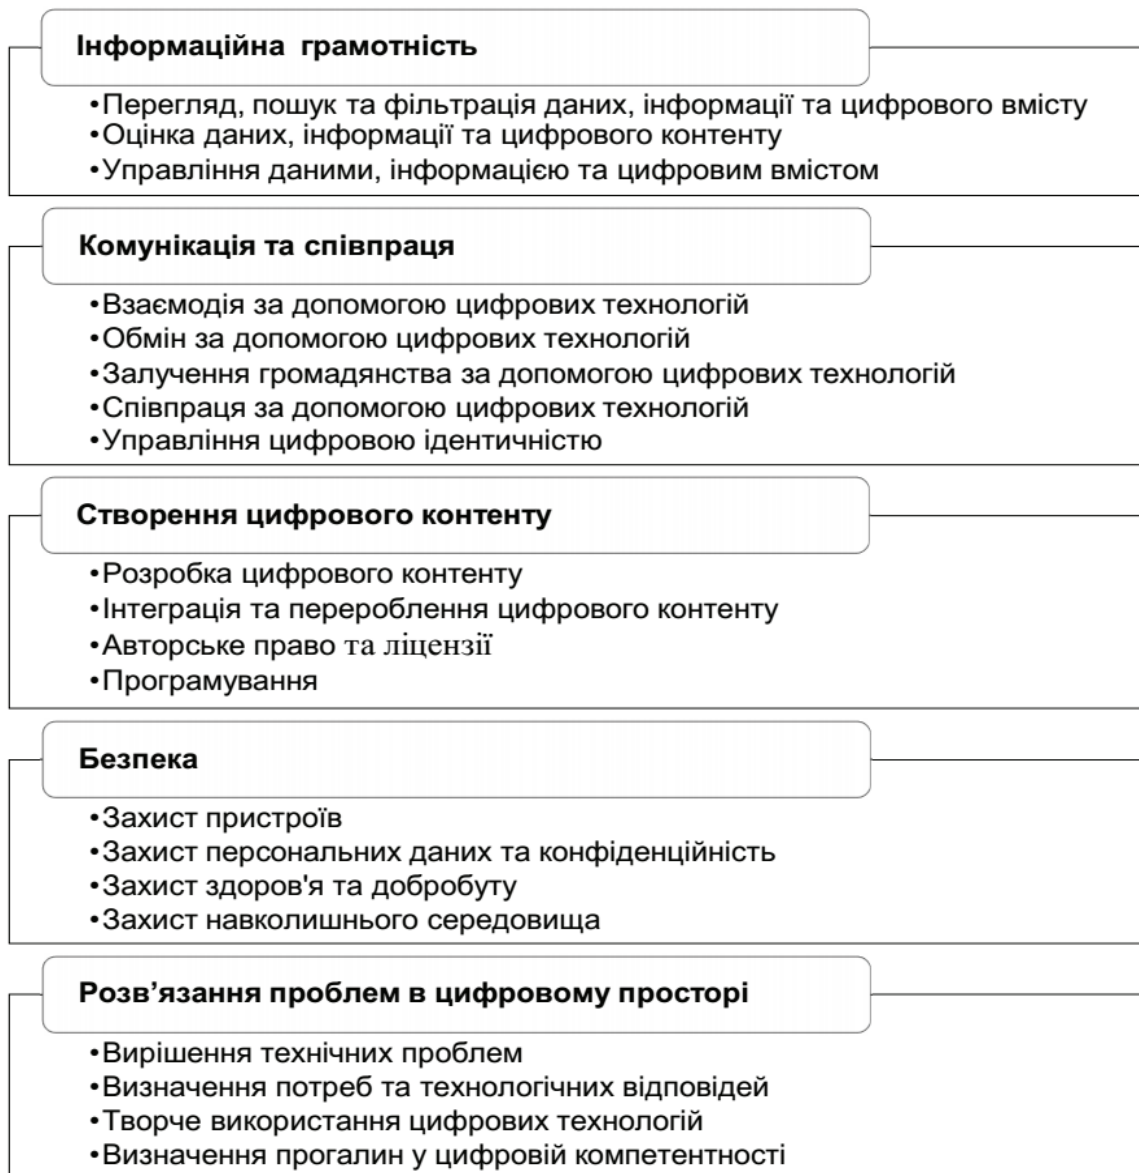 Інформаційна грамотність
•Перегляд, пошук та фільтрація даних, інформації та цифрового вмісту
•Оцінка даних, інформації та цифрового контенту
•Управління даними, інформацією та цифровим вмістом
Комунікація та співпраця
•Взаємодія за допомогою цифрових технологій
•Обмін за допомогою цифрових технологій
•Залучення громадянства за допомогою цифрових технологій
•Співпраця за допомогою цифрових технологій
•Управління цифровою ідентичністю
Створення цифрового контенту
•Розробка цифрового контенту
•Інтеграція та перероблення цифрового контенту
•Авторське право та ліцензії
•Програмування
Безпека
•Захист пристроїв
•Захист персональних даних та конфіденційність
•Захист здоров'я та добробуту
•Захист навколишнього середовища
Розв’язання проблем в цифровому просторі
•Вирішення технічних проблем
•Визначення потреб та технологічних відповідей
•Творче використання цифрових технологій
•Визначення прогалин у цифровій компетентності